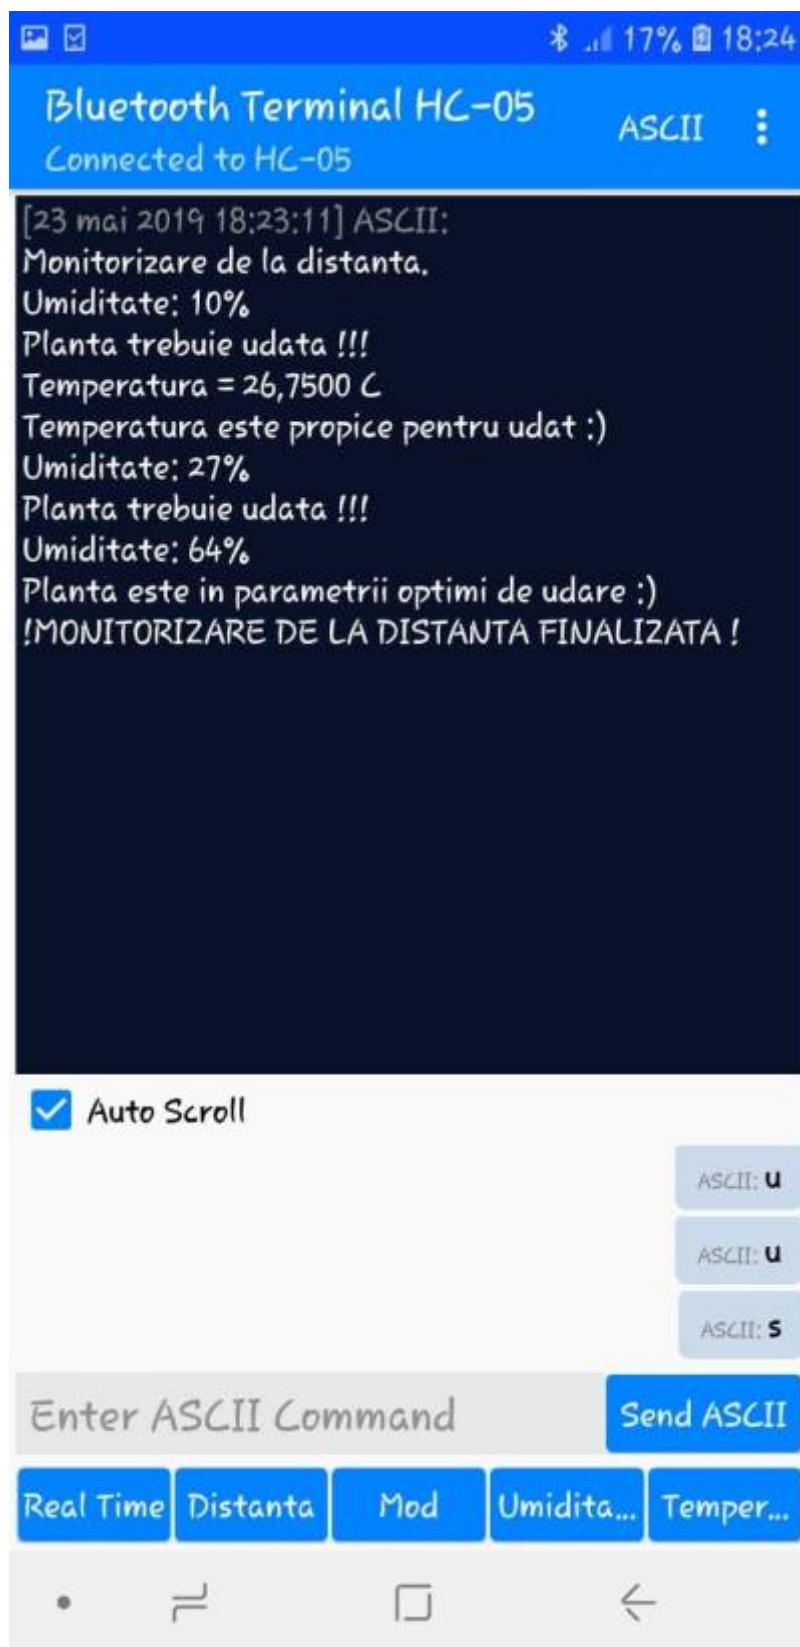 17% 18:24
Bluetooth Terminal HC-05
ASCII
Connected to HC-05
[23 mai 2019 18:23:11] ASCII:
Monitorizare de la distanta.
Umiditate: 10%
Planta trebuie udata !!!
Temperatura = 26,7500 C
Temperatura este propice pentru udat :)
Umiditate: 27%
Planta trebuie udata !!!
Umiditate: 64%
Planta este in parametrii optimi de udare :)
!MONITORIZARE DE LA DISTANTA FINALIZATA !
Auto Scroll
ASCII: u
ASCII: u
ASCII: s
Enter ASCII Command Send ASCII
Real Time Distanta Mod Umidita... Temper...